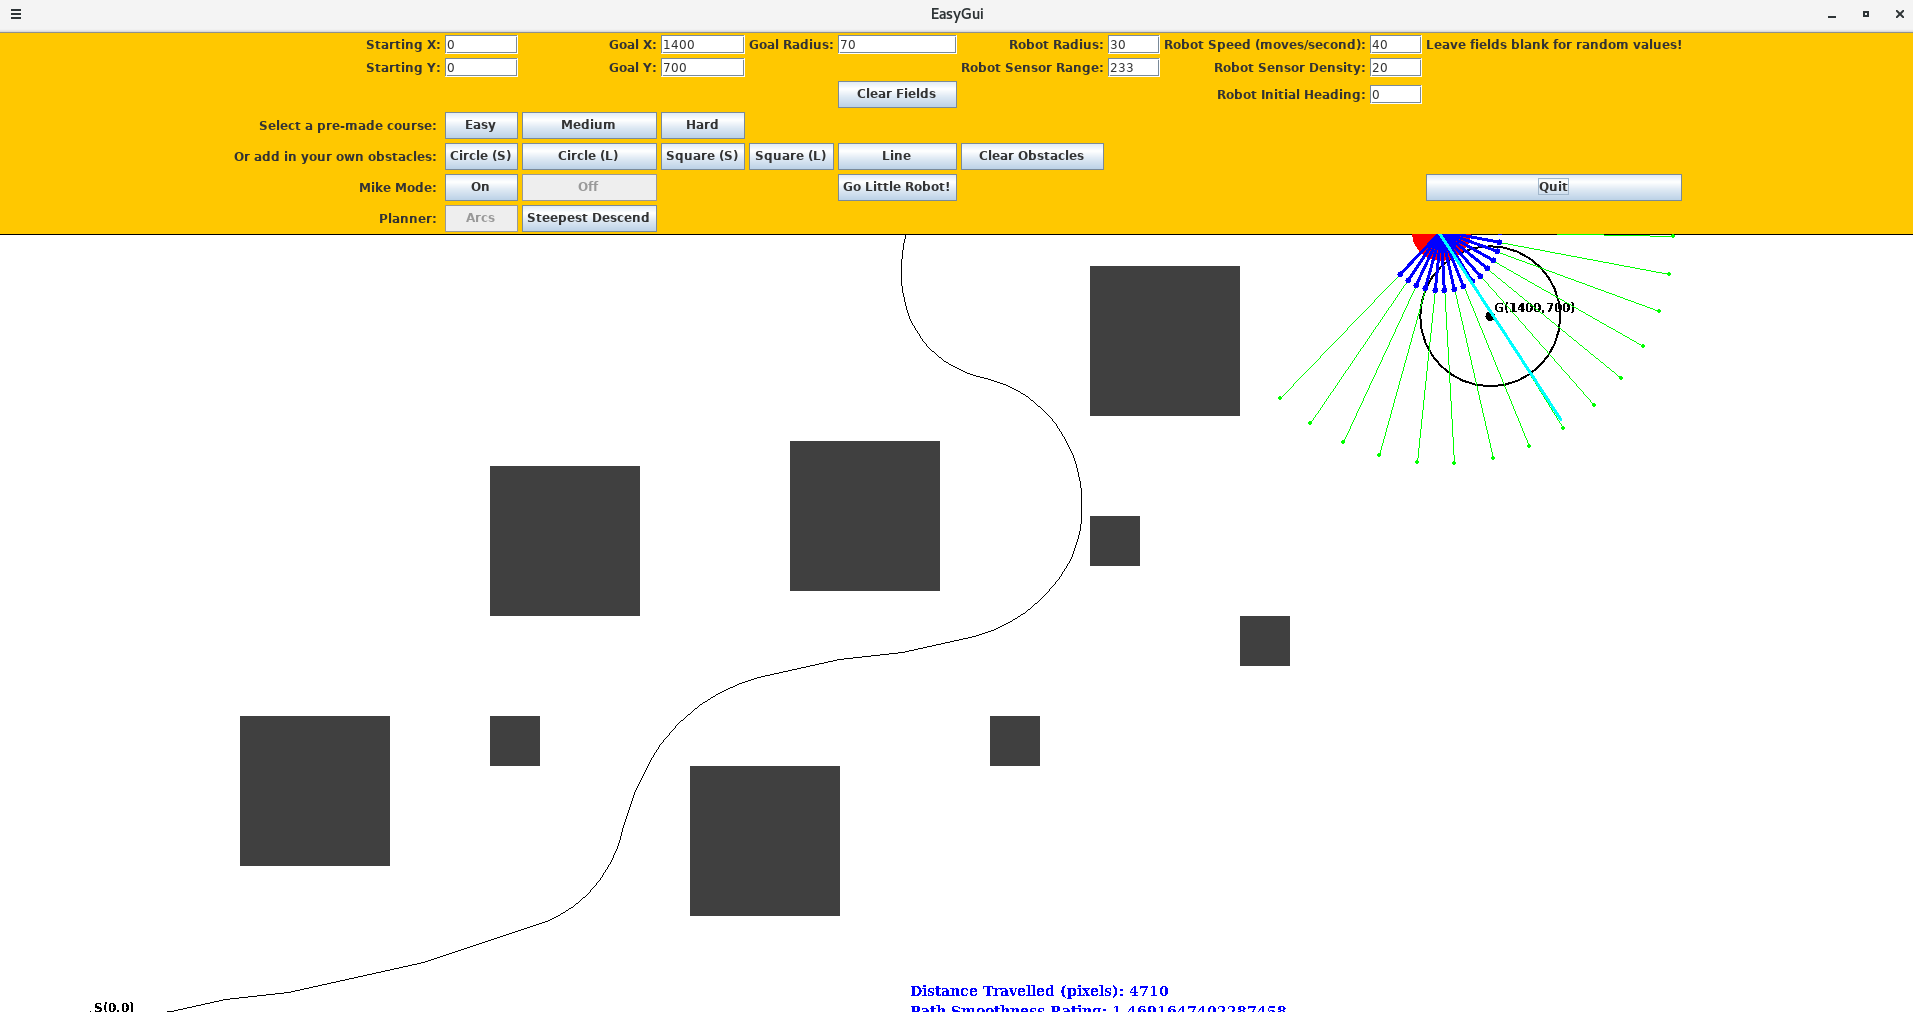 EasyGui
Starting X: 0 Goal X: 1400 Goal Radius: 70 Robot Radius: 30 Robot Speed (moves/second): 40 Leave fields blank for random values!
Starting Y: 0 Goal Y: 700 Robot Sensor Range: 233 Robot Sensor Density: 20
Clear Fields Robot Initial Heading: 0
Select a pre-made course: Easy Medium Hard
Or add in your own obstacles: Circle (S) Circle (L) Square (S) Square (L) Line Clear Obstacles
Mike Mode: On Off Go Little Robot! Quit
Planner: Arcs Steepest Descend
G(1400,700)
S(0,0)
Distance Travelled (pixels): 4710
Path Smoothness Rating: 1.4691647402287458